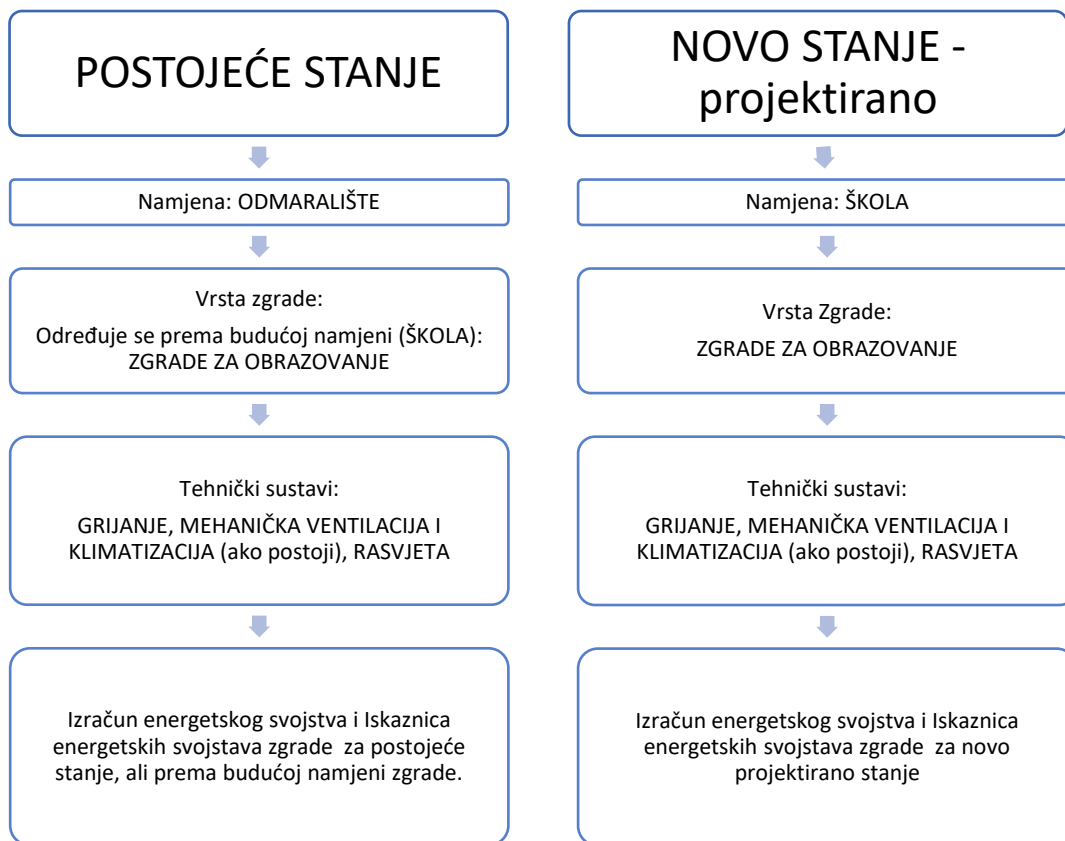 POSTOJEĆE STANJE
Namjena: ODMARALIŠTE
Vrsta zgrade:
Određuje se prema budućoj namjeni (ŠKOLA):
ZGRADE ZA OBRAZOVANJE
Tehnički sustavi:
GRIJANJE, MEHANIČKA VENTILACIJA I
KLIMATIZACIJA (ako postoji), RASVJETA
Izračun energetskog svojstva i Iskaznica
energetskih svojstava zgrade  za postojeće
stanje, ali prema budućoj namjeni zgrade.
NOVO STANJE -
projektirano
Namjena: ŠKOLA
Vrsta Zgrade:
ZGRADE ZA OBRAZOVANJE
Tehnički sustavi:
GRIJANJE, MEHANIČKA VENTILACIJA I
KLIMATIZACIJA (ako postoji), RASVJETA
Izračun energetskog svojstva i Iskaznica
energetskih svojstava zgrade  za novo
projektirano stanje